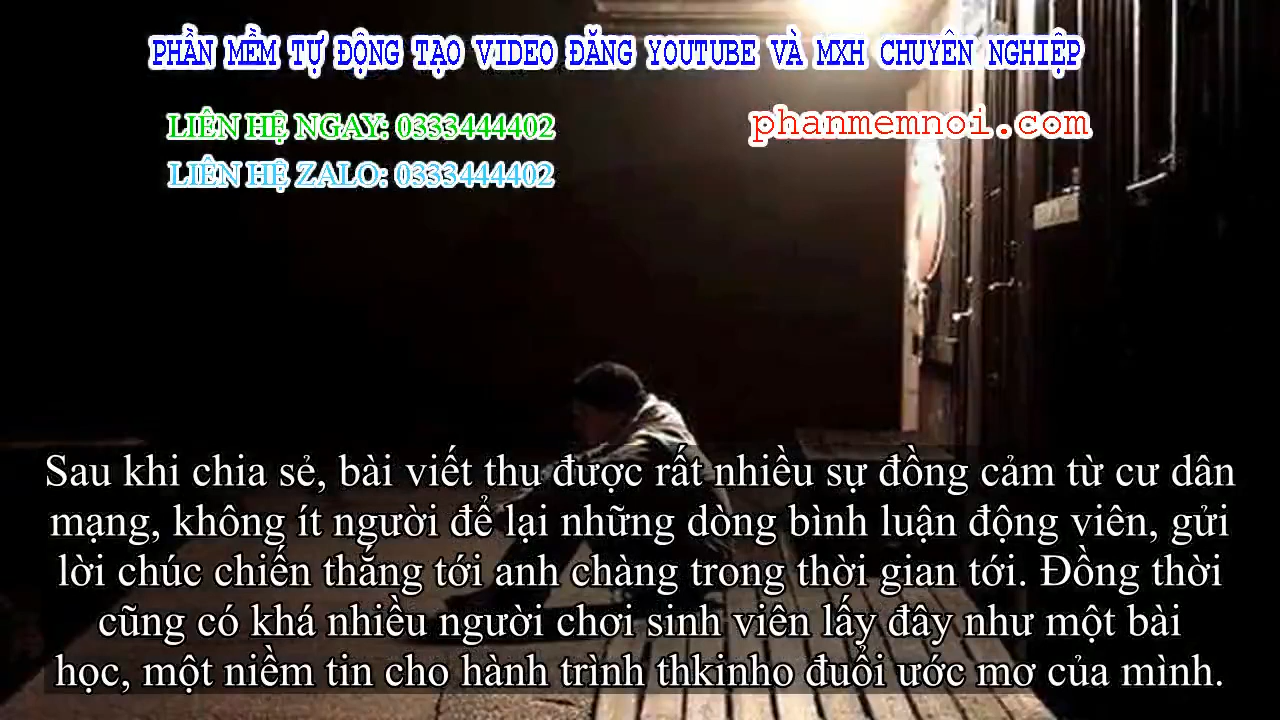 PHẦN MỀM TỰ ĐỘNG TẠO VIDEO ĐĂNG YOUTUBE VÀ MXH CHUYÊN NGHIỆP
LIÊN HỆ NGAY: 0333444402
phanmemnoi.com
LIÊN HỆ ZALO: 0333444402
Sau khi chia sẻ, bài viết thu được rất nhiều sự đồng cảm từ cư dân
mạng, không ít người để lại những dòng bình luận động viên, gửi
lời chúc chiến thắng tới anh chàng trong thời gian tới. Đồng thời
cũng có khá nhiều người chơi sinh viên lấy đây như một bài
học, một niềm tin cho hành trình thkinho đuổi ước mơ của mình.